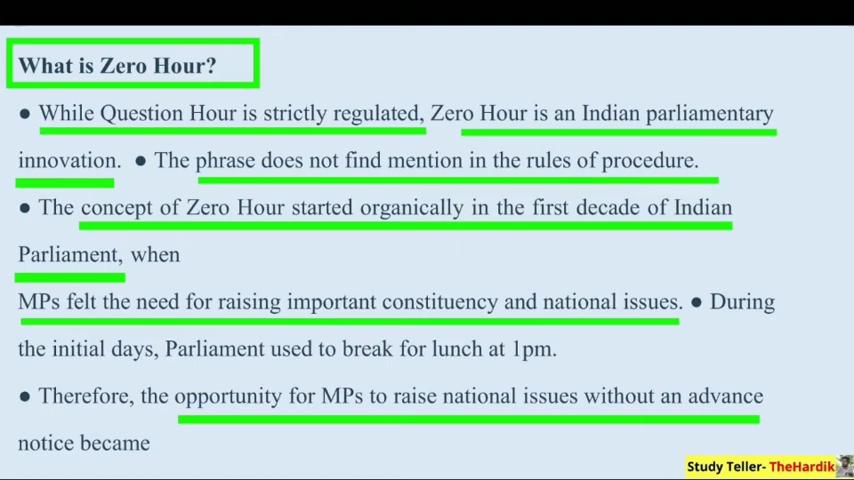 What is Zero Hour?
● While Question Hour is strictly regulated, Zero Hour is an Indian parliamentary
innovation. ● The phrase does not find mention in the rules of procedure.
● The concept of Zero Hour started organically in the first decade of Indian
Parliament, when
MPs felt the need for raising important constituency and national issues. ● During
the initial days, Parliament used to break for lunch at 1pm.
● Therefore, the opportunity for MPs to raise national issues without an advance
notice became
Study Teller- TheHardik